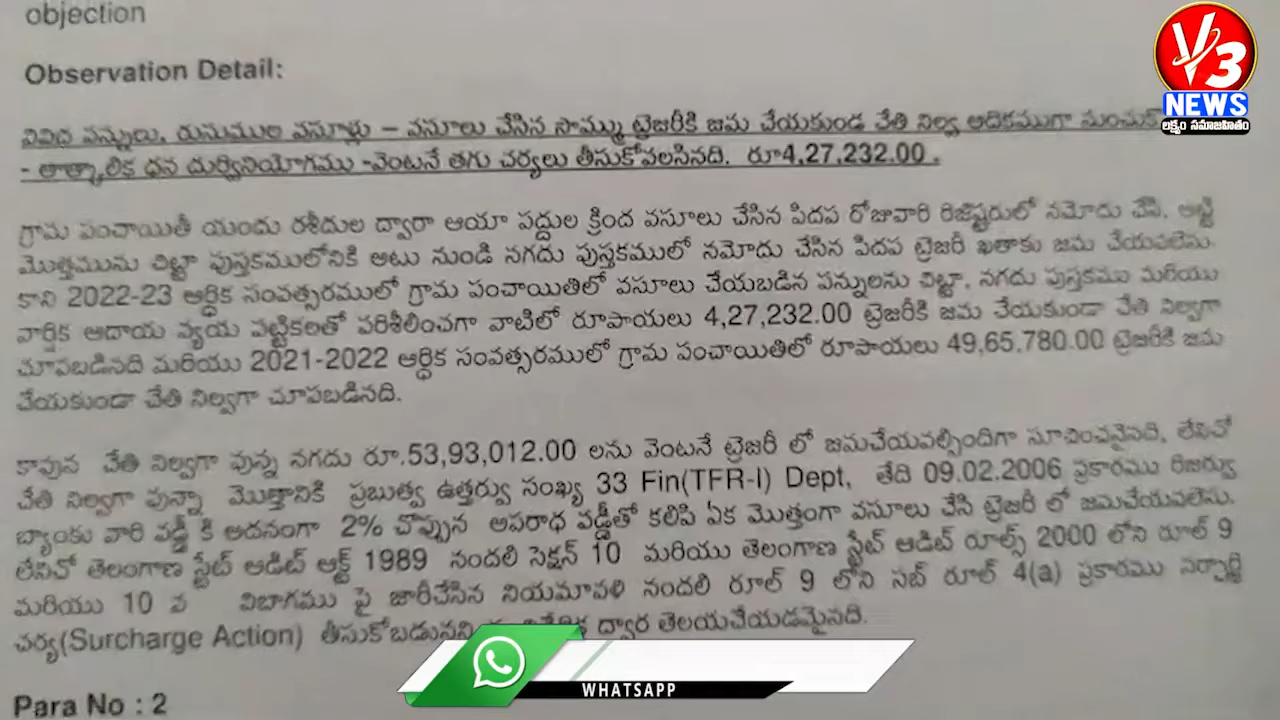 objection
Observation Detail:
వివిధ పన్నులు, రుసుముల వసూళ్లు – వసూలు చేసిన సొమ్ము ట్రెజరీకి జమ చేయకుండ చేతి నిల్వ అదికముగా
- తాత్కాలిక ధన దుర్వినియోగము -వెంటనే తగు చర్యలు తీసుకోవలసినది. రూ4,27,232.00 .
గ్రామ పంచాయితీ యందు రశీదుల ద్వారా ఆయా పద్దుల క్రింద వసూలు చేసిన పిదప రోజువారి రిజిష్టరులో నమోదు చేసి, అట్టి
మొత్తమును చిట్టా పుస్తకములోనికి అటు నుండి నగదు పుస్తకములో నమోదు చేసిన పిదప ట్రెజరీ ఖతాకు జమ చేయవలెను.
కాని 2022-23 ఆర్ధిక సంవత్సరములో గ్రామ పంచాయితిలో వసూలు చేయబడిన పన్నులను చిట్టా, నగదు పుస్తకము మరియు
వార్షిక ఆదాయ వ్యయ పట్టికలతో పరిశీలించగా వాటిలో రూపాయలు 4,27,232.00 ట్రెజరీకి జమ చేయకుండా చేతి నిల్వగా
చూపబడినది మరియు 2021-2022 ఆర్ధిక సంవత్సరములో గ్రామ పంచాయితిలో రూపాయలు 49,65.780.00 ట్రెజరీకి జమ
చేయకుండా చేతి నిల్వగా చూపబడినది.
కావున చేతి నిల్వగా వున్న నగదు రూ.53,93,012.00 లను వెంటనే ట్రెజరీ లో జమచేయవల్సిందిగా సూచించనైనది, లేనిచో
చేతి నిల్వగా వున్నా మొత్తానికి ప్రభుత్వ ఉత్తర్వు సంఖ్య 33 Fin(TFR-I) Dept, తేది 09.02.2006 ప్రకారము రిజర్వు
బ్యాంకు వారి వడ్డీ కి అదనంగా 2% చొప్పున అపరాధ వడ్డీతో కలిపి ఏక మొత్తంగా వసూలు చేసి ట్రెజరీ లో జమచేయవలెను.
లేనిచో తెలంగాణ స్టేట్ ఆడిట్ ఆక్ట్ 1989 నందలి సెక్షన్ 10 మరియు తెలంగాణ స్టేట్ ఆడిట్ రూల్స్ 2000 లోని రూల్ 9
మరియు 10 వ విబాగము పై జారీచేసిన నియమావళి నందలి రూల్ 9 లోని సబ్ రూల్ 4(a) ప్రకారము సర్చార్జి
చర్య(Surcharge Action) తీసుకోబడునని ద్వార తెలయచేయడమైనది.
Para No : 2
V3
NEWS
లక్ష్యం సమాజహితం
WHATSAPP